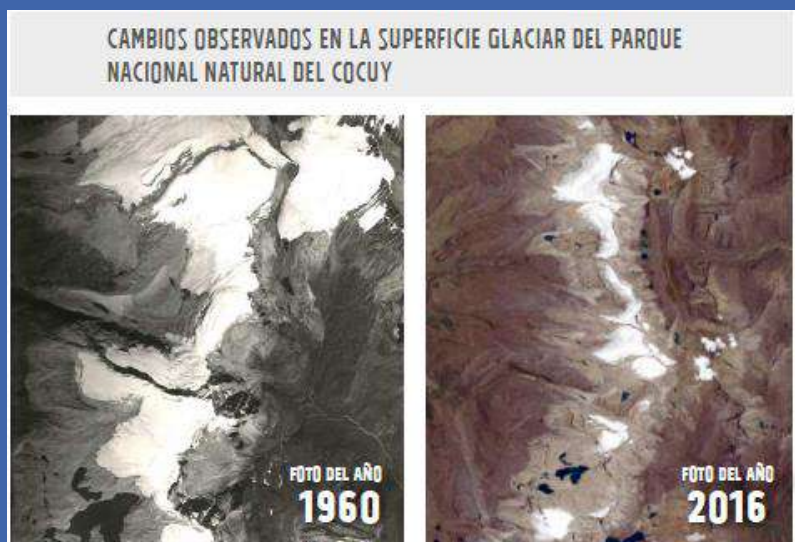 CAMBIOS OBSERVADOS EN LA SUPERFICIE GLACIAR DEL PARQUE
NACIONAL NATURAL DEL COCUY
FOTO DEL AÑO
1960
FOTO DEL AÑO
2016